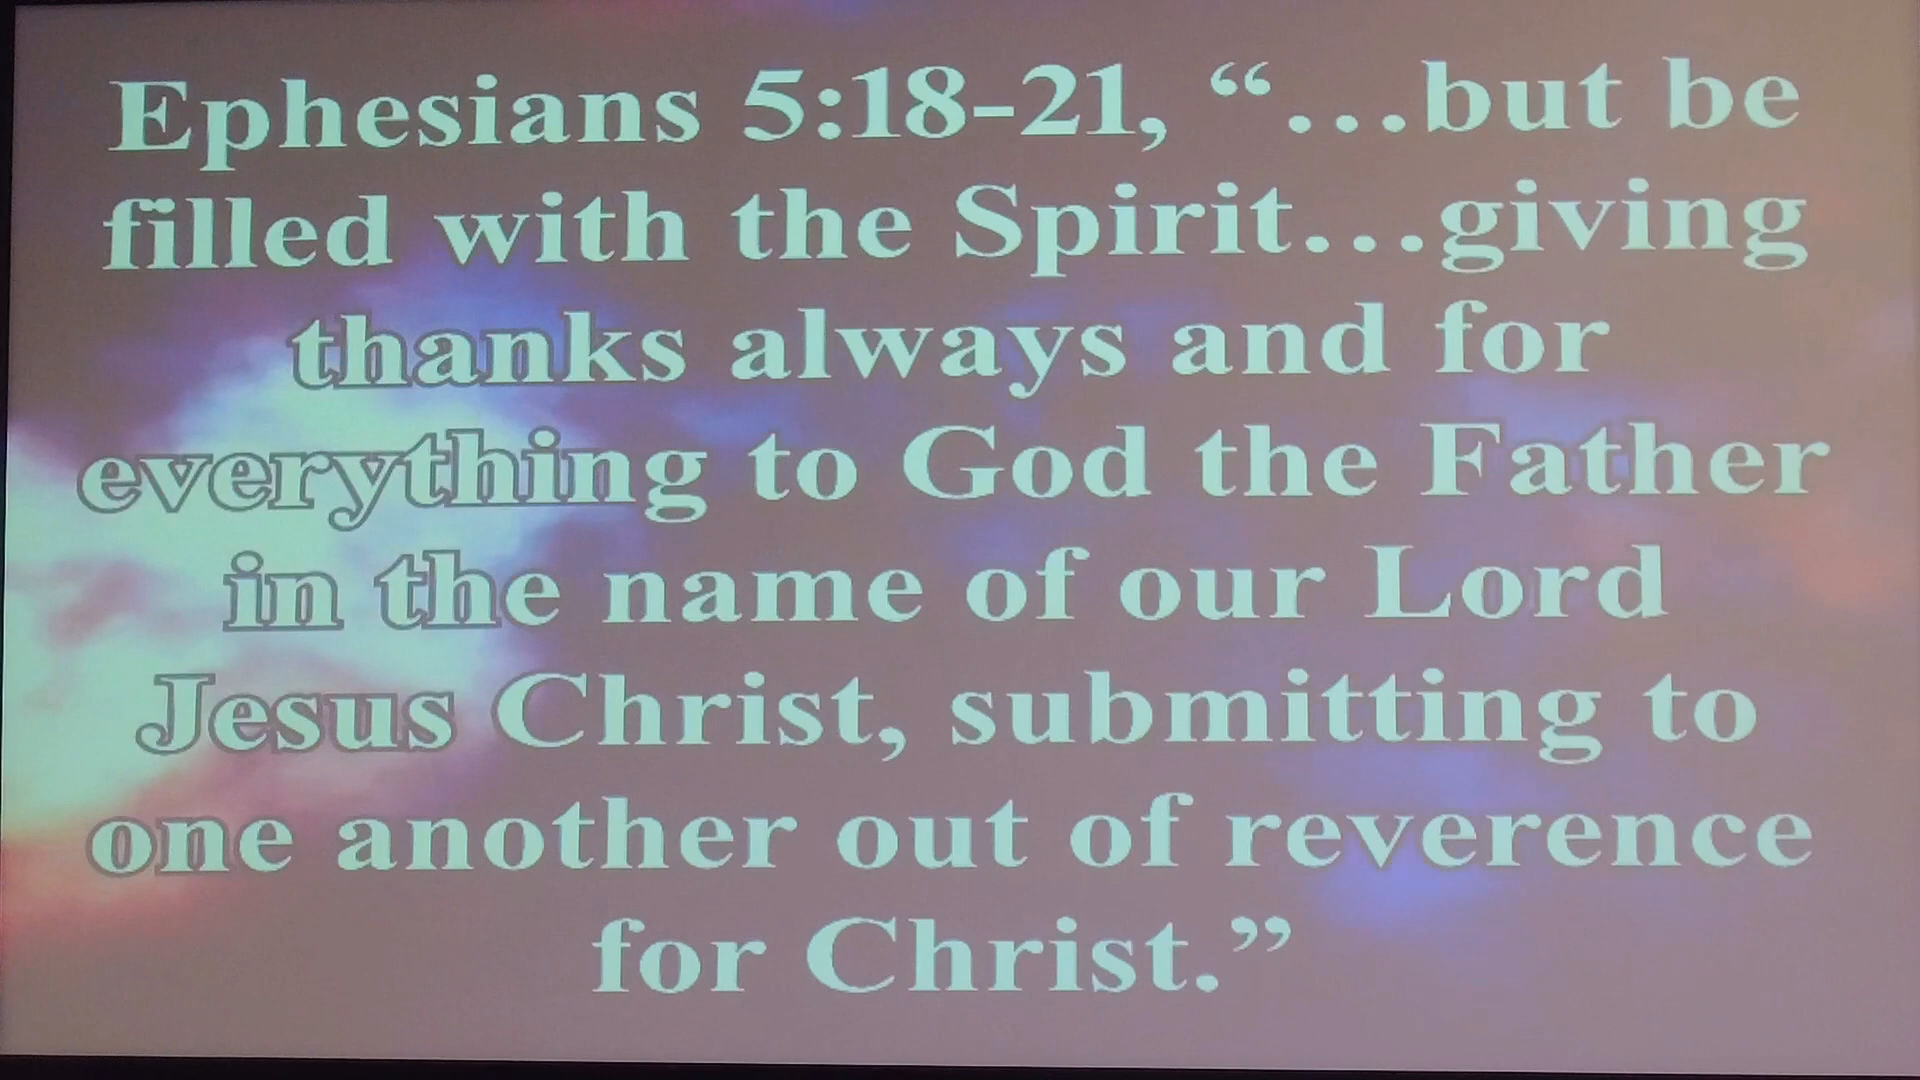 Ephesians 5:18-21, “…but be
filled with the Spirit…giving
thanks always and for
everything to God the Father
in the name of our Lord
Jesus Christ, submitting to
one another out of reverence
for Christ.”